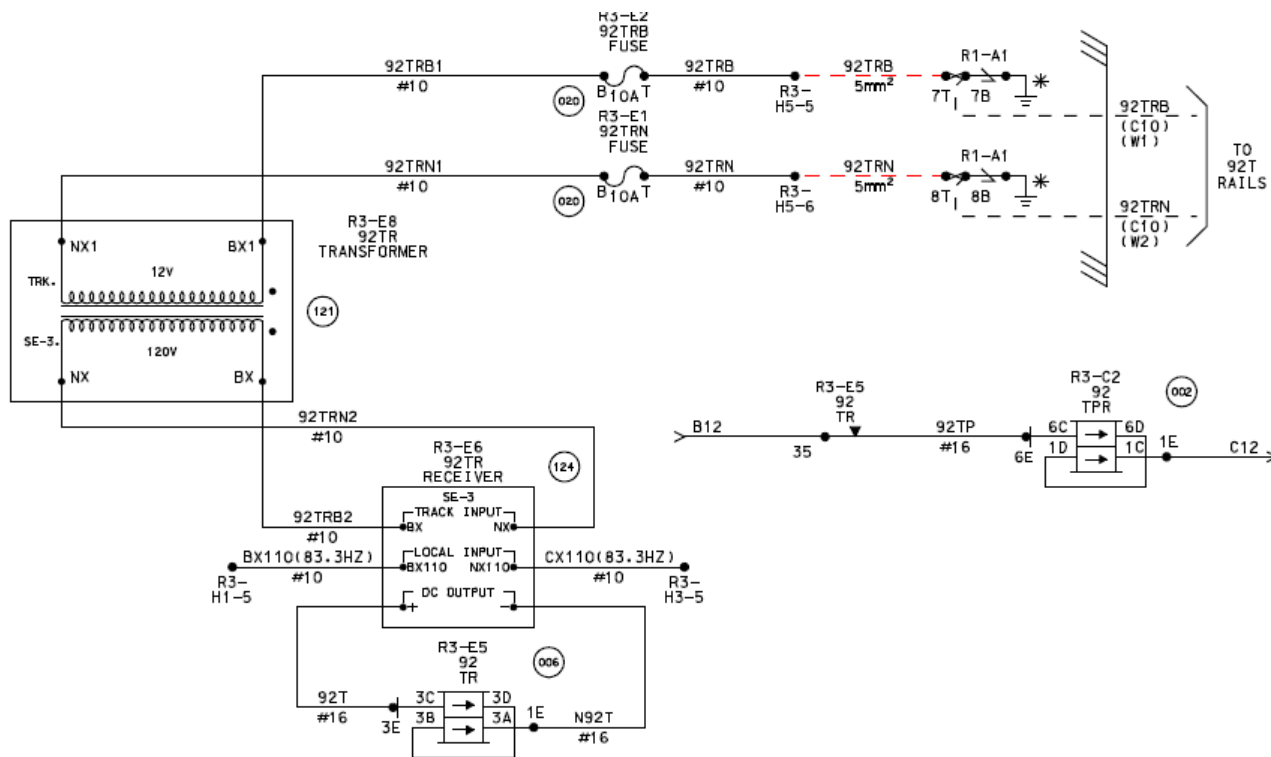 R3-E2
92TRB
FUSE
92TRB1
#10
020
B 10A T
92TRB
#10
R3-
H5-5
92TRB
5mm²
7T
7B
R1-A1
*
92TRB
(C10)
(W1)
R3-E1
92TRN
FUSE
92TRN1
#10
020
B 10A T
92TRN
#10
R3-
H5-6
92TRN
5mm²
8T
8B
R1-A1
*
92TRN
(C10)
(W2)
TO
92T
RAILS
R3-E8
92TR
TRANSFORMER
NX1
BX1
TRK.
12V
121
SE-3.
120V
NX
BX
92TRN2
#10
R3-E6
92TR
RECEIVER
124
SE-3
TRACK INPUT
BX
NX
92TRB2
#10
BX110(83.3HZ)
#10
R3-
H1-5
LOCAL INPUT
BX110
NX110
CX110(83.3HZ)
#10
R3-
H3-5
DC OUTPUT
+
-
R3-E5
92
TR
006
92T
#16
3E
3C
3D
3B
3A
1E
N92T
#16
B12
35
R3-E5
92
TR
92TP
#16
6E
R3-C2
92
TPR
002
6C
6D
1D
1C
1E
C12